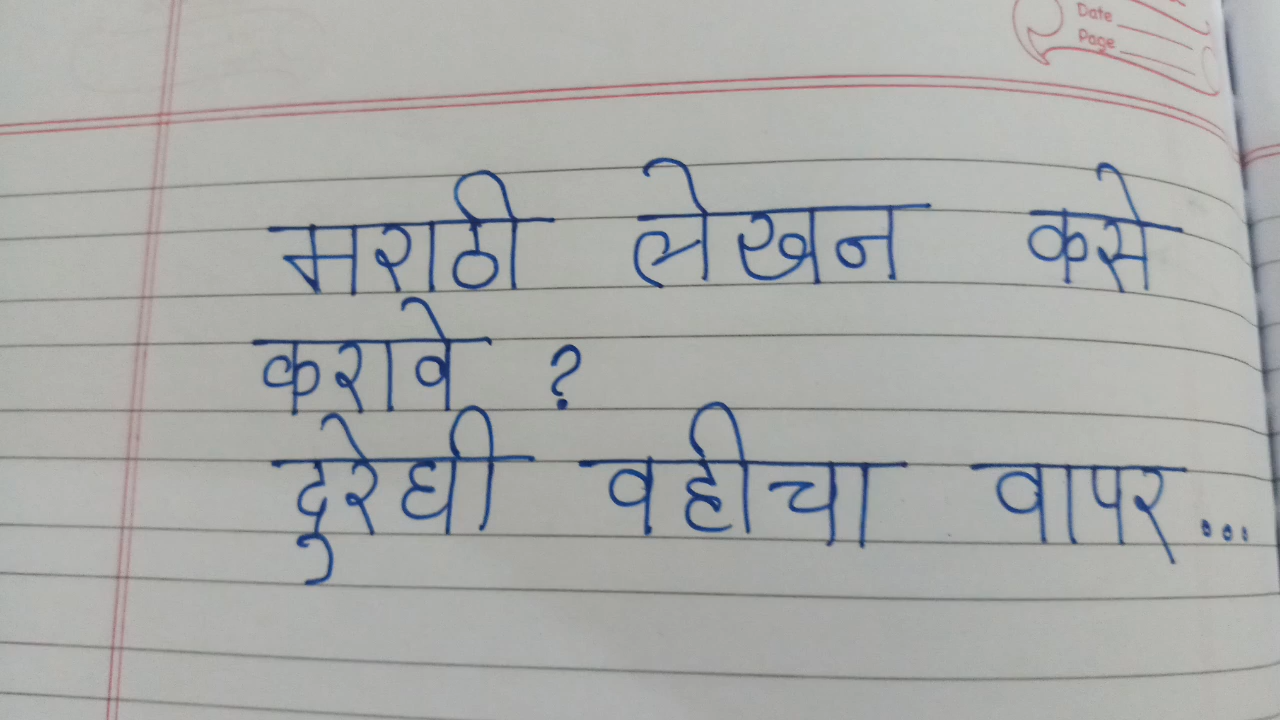 Date
Page
मराठी लेखन कसे
करावे ?
दुरेघी वहीचा वापर...